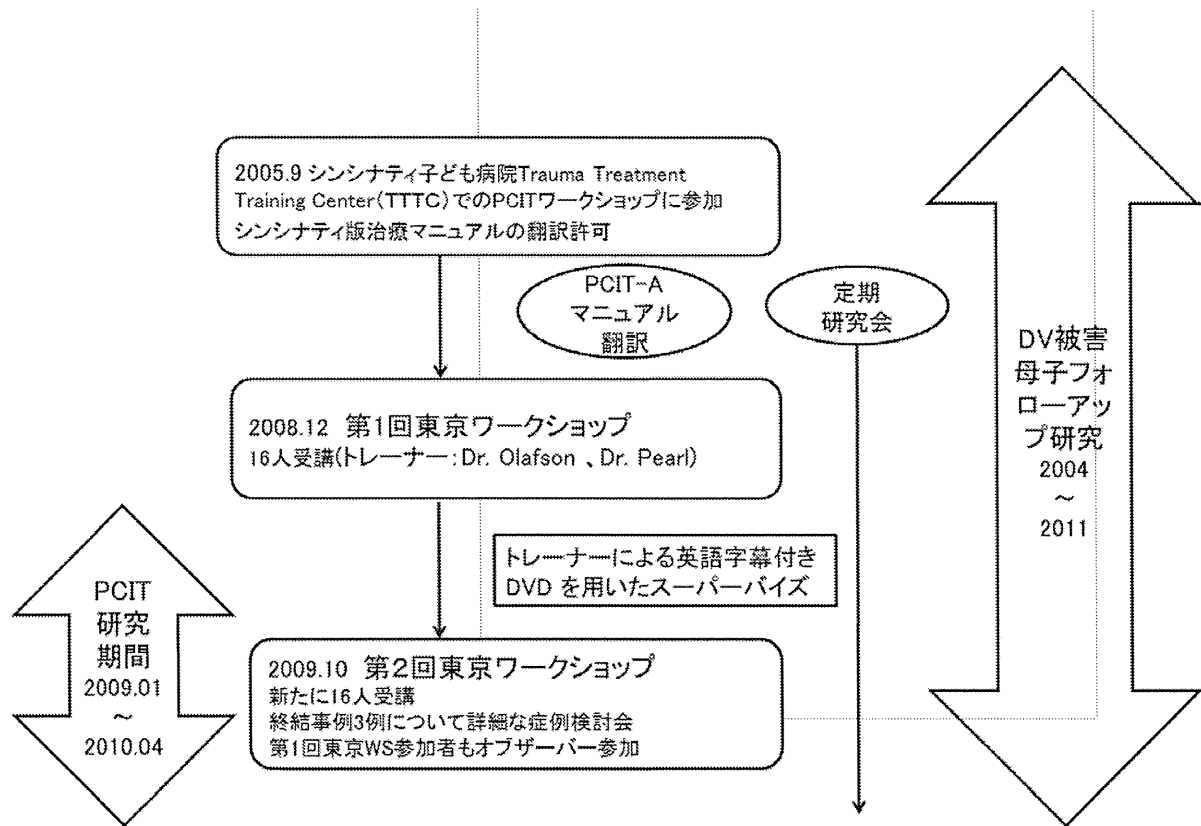 2005.9 シンシナティ子ども病院Trauma Treatment
Training Center(TTTC)でのPCITワークショップに参加
シンシナティ版治療マニュアルの翻訳許可
PCIT-A
マニュアル
翻訳
定期
研究会
DV被害
母子フォ
ローアッ
プ研究
2004
~
2011
2008.12 第1回東京ワークショップ
16人受講(トレーナー:Dr. Olafson 、Dr. Pearl)
トレーナーによる英語字幕付き
DVD を用いたスーパーバイズ
PCIT
研究
期間
2009.01
~
2010.04
2009.10 第2回東京ワークショップ
新たに16人受講
終結事例3例について詳細な症例検討会
第1回東京WS参加者もオブザーバー参加